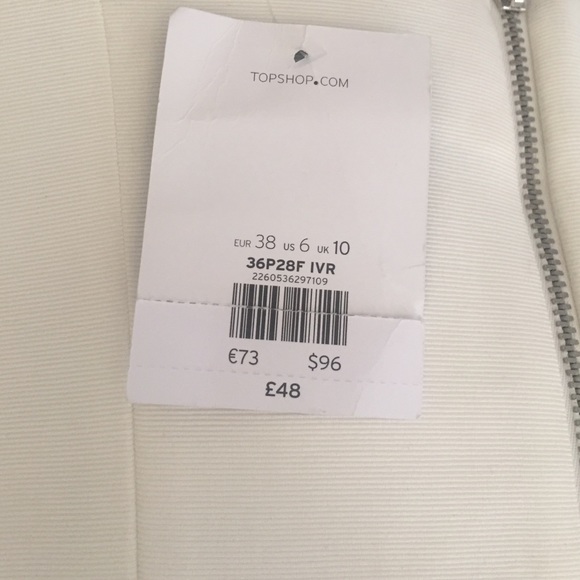 TOPSHOP.COM
EUR 38 US 6 UK 10
36P28F IVR
2260536297109
€73 $96
£48